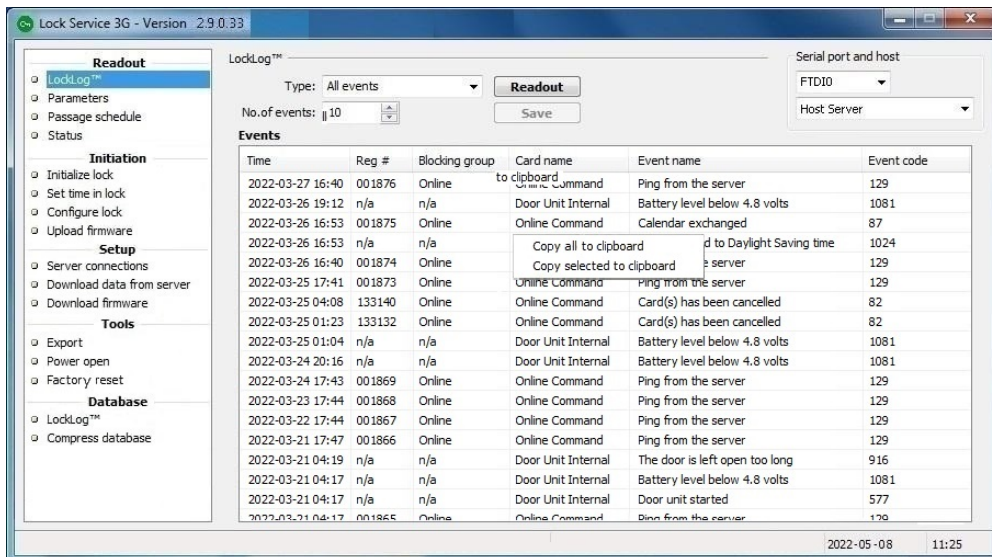 Lock Service 3G - Version 2.9.0.33
Readout
LockLog™
Parameters
Passage schedule
Status
Initiation
Initialize lock
Set time in lock
Configure lock
Upload firmware
Setup
Server connections
Download data from server
Download firmware
Tools
Export
Power open
Factory reset
Database
LockLog™
Compress database
LockLog™
Type: All events Readout
No.of events: 10 Save
Serial port and host
FTDI0
Host Server
Events
Time Reg # Blocking group Card name Event name Event code
to clipboard
2022-03-27 16:40 001876 Online Online Command Ping from the server 129
2022-03-26 19:12 n/a n/a Door Unit Internal Battery level below 4.8 volts 1081
2022-03-26 16:53 001875 Online Online Command Calendar exchanged 87
2022-03-26 16:53 n/a n/a d to Daylight Saving time 1024
Copy all to clipboard
2022-03-26 16:40 001874 Online server 129
Copy selected to clipboard
2022-03-25 17:41 001873 Online Online Command Ping from the server 129
2022-03-25 04:08 133140 Online Online Command Card(s) has been cancelled 82
2022-03-25 01:23 133132 Online Online Command Card(s) has been cancelled 82
2022-03-25 01:04 n/a n/a Door Unit Internal Battery level below 4.8 volts 1081
2022-03-24 20:16 n/a n/a Door Unit Internal Battery level below 4.8 volts 1081
2022-03-24 17:43 001869 Online Online Command Ping from the server 129
2022-03-23 17:44 001868 Online Online Command Ping from the server 129
2022-03-22 17:44 001867 Online Online Command Ping from the server 129
2022-03-21 17:47 001866 Online Online Command Ping from the server 129
2022-03-21 04:19 n/a n/a Door Unit Internal The door is left open too long 916
2022-03-21 04:17 n/a n/a Door Unit Internal Battery level below 4.8 volts 1081
2022-03-21 04:17 n/a n/a Door Unit Internal Door unit started 577
2022-03-21 04:17 001865 Online Online Command Ping from the server 129
2022-05-08 11:25